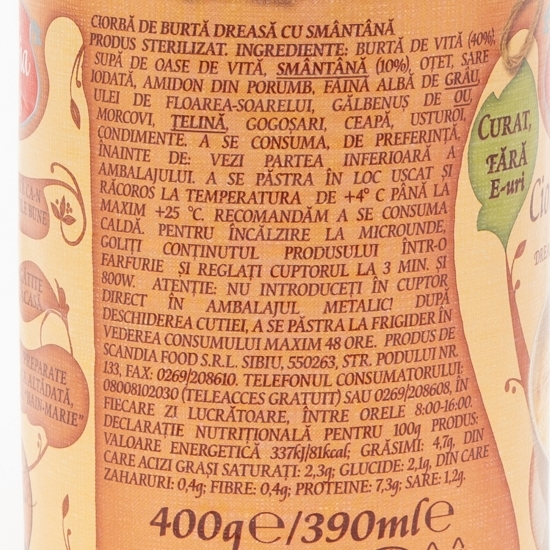 CIORBĂ DE BURTĂ DREASĂ CU SMÂNTÂNĂ
PRODUS STERILIZAT. INGREDIENTE: BURTĂ DE VITĂ (40%),
SUPĂ DE OASE DE VITĂ, SMÂNTÂNĂ (10%), OȚET, SARE
IODATĂ, AMIDON DIN PORUMB, FĂINĂ ALBĂ DE GRÂU,
ULEI DE FLOAREA-SOARELUI, GĂLBENUȘ DE OU,
MORCOVI, ȚELINĂ, GOGOȘARI, CEAPĂ, USTUROI,
CONDIMENTE. A SE CONSUMA, DE PREFERINȚĂ,
ÎNAINTE DE: VEZI PARTEA INFERIOARĂ A
AMBALAJULUI. A SE PĂSTRA ÎN LOC USCAT ȘI
RĂCOROS LA TEMPERATURA DE +4° C PÂNĂ LA
MAXIM +25 °C. RECOMANDĂM A SE CONSUMA
CALDĂ. PENTRU ÎNCĂLZIRE LA MICROUNDE,
GOLIȚI CONȚINUTUL PRODUSULUI ÎNTR-O
FARFURIE ȘI REGLAȚI CUPTORUL LA 3 MIN. ȘI
800W. ATENȚIE: NU INTRODUCEȚI ÎN CUPTOR
DIRECT ÎN AMBALAJUL METALIC! DUPĂ
DESCHIDEREA CUTIEI, A SE PĂSTRA LA FRIGIDER ÎN
VEDEREA CONSUMULUI MAXIM 48 ORE. PRODUS DE
SCANDIA FOOD S.R.L. SIBIU, 550263, STR. PODULUI NR.
133, FAX: 0269/208610. TELEFONUL CONSUMATORULUI:
08008102030 (TELEACCES GRATUIT) SAU 0269/208608, ÎN
FIECARE ZI LUCRĂTOARE, ÎNTRE ORELE 8:00-16:00.
DECLARAȚIE NUTRIȚIONALĂ PENTRU 100g PRODUS:
VALOARE ENERGETICĂ 337kJ/81kcal; GRĂSIMI: 4,7g, DIN
CARE ACIZI GRAȘI SATURAȚI: 2,3g; GLUCIDE: 2,1g, DIN CARE
ZAHARURI: 0,4g; FIBRE: 0,4g; PROTEINE: 7,3g; SARE: 1,2g.
400g℮/390ml℮
CURAT,
FĂRĂ
E-uri
CA-N
BUNE
CASĂ
ALTĂDATĂ,
BAIN-MARIE"